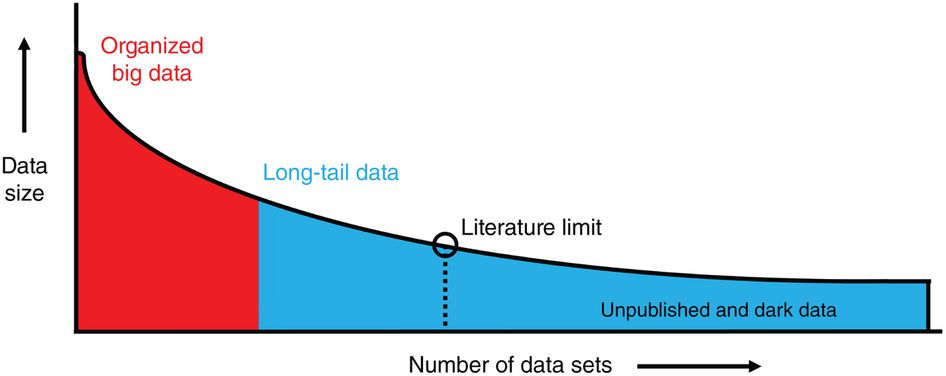 Organized
big data
Data
size
Long-tail data
Literature limit
Unpublished and dark data
Number of data sets